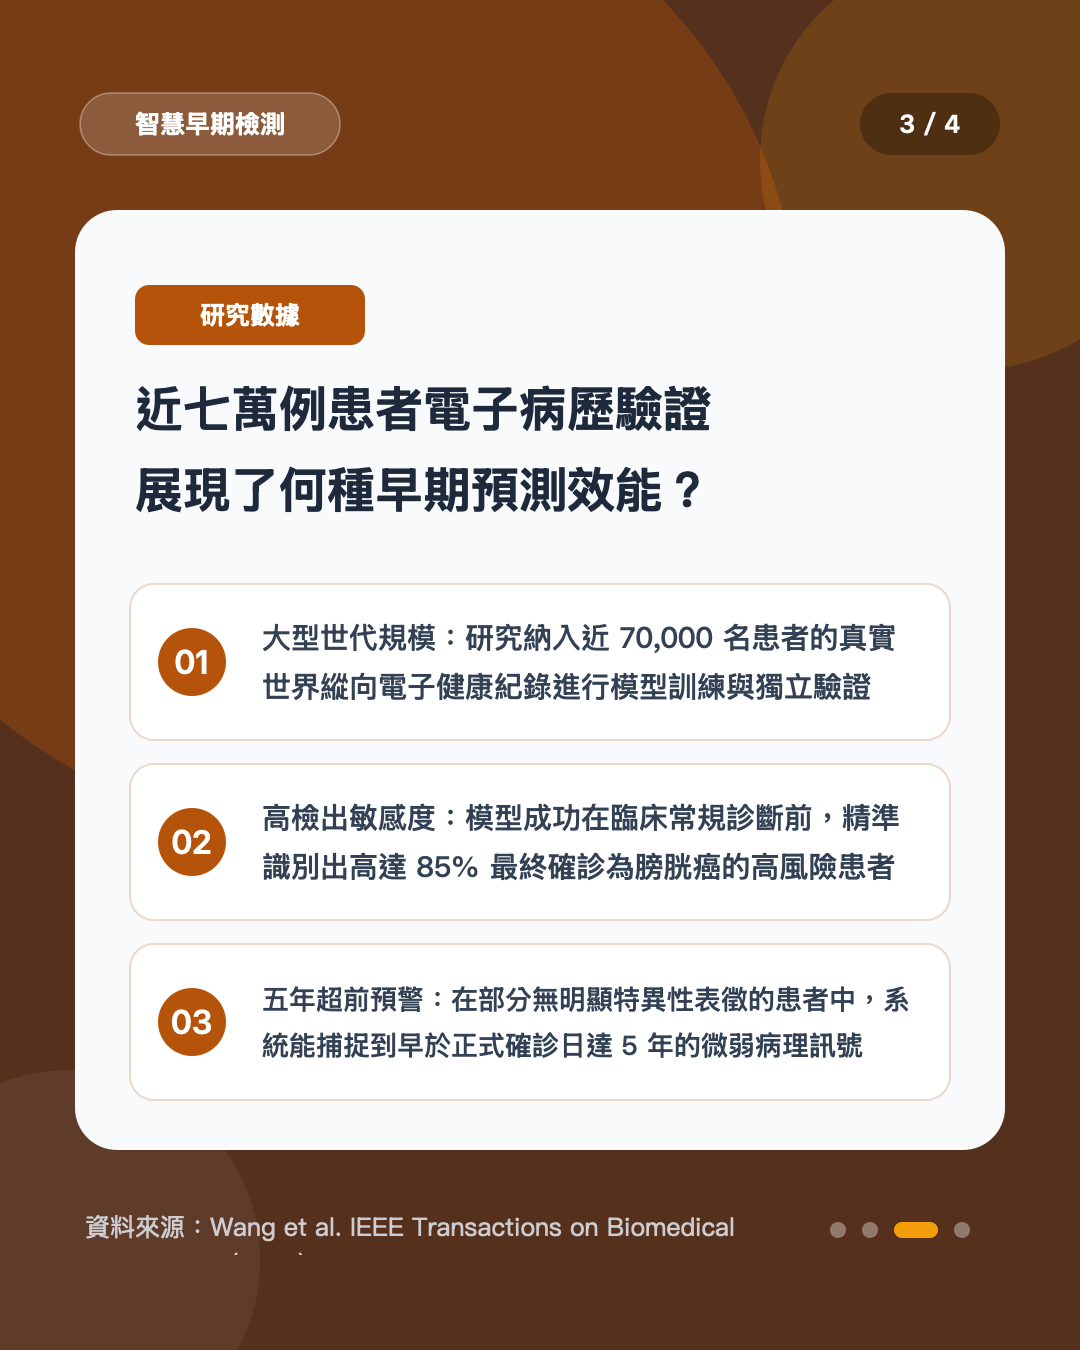 智慧早期檢測
3 / 4
研究數據
近七萬例患者電子病歷驗證
展現了何種早期預測效能？
01
大型世代規模：研究納入近 70,000 名患者的真實
世界縱向電子健康紀錄進行模型訓練與獨立驗證
02
高檢出敏感度：模型成功在臨床常規診斷前，精準
識別出高達 85% 最終確診為膀胱癌的高風險患者
03
五年超前預警：在部分無明顯特異性表徵的患者中，系
統能捕捉到早於正式確診日達 5 年的微弱病理訊號
資料來源：Wang et al. IEEE Transactions on Biomedical